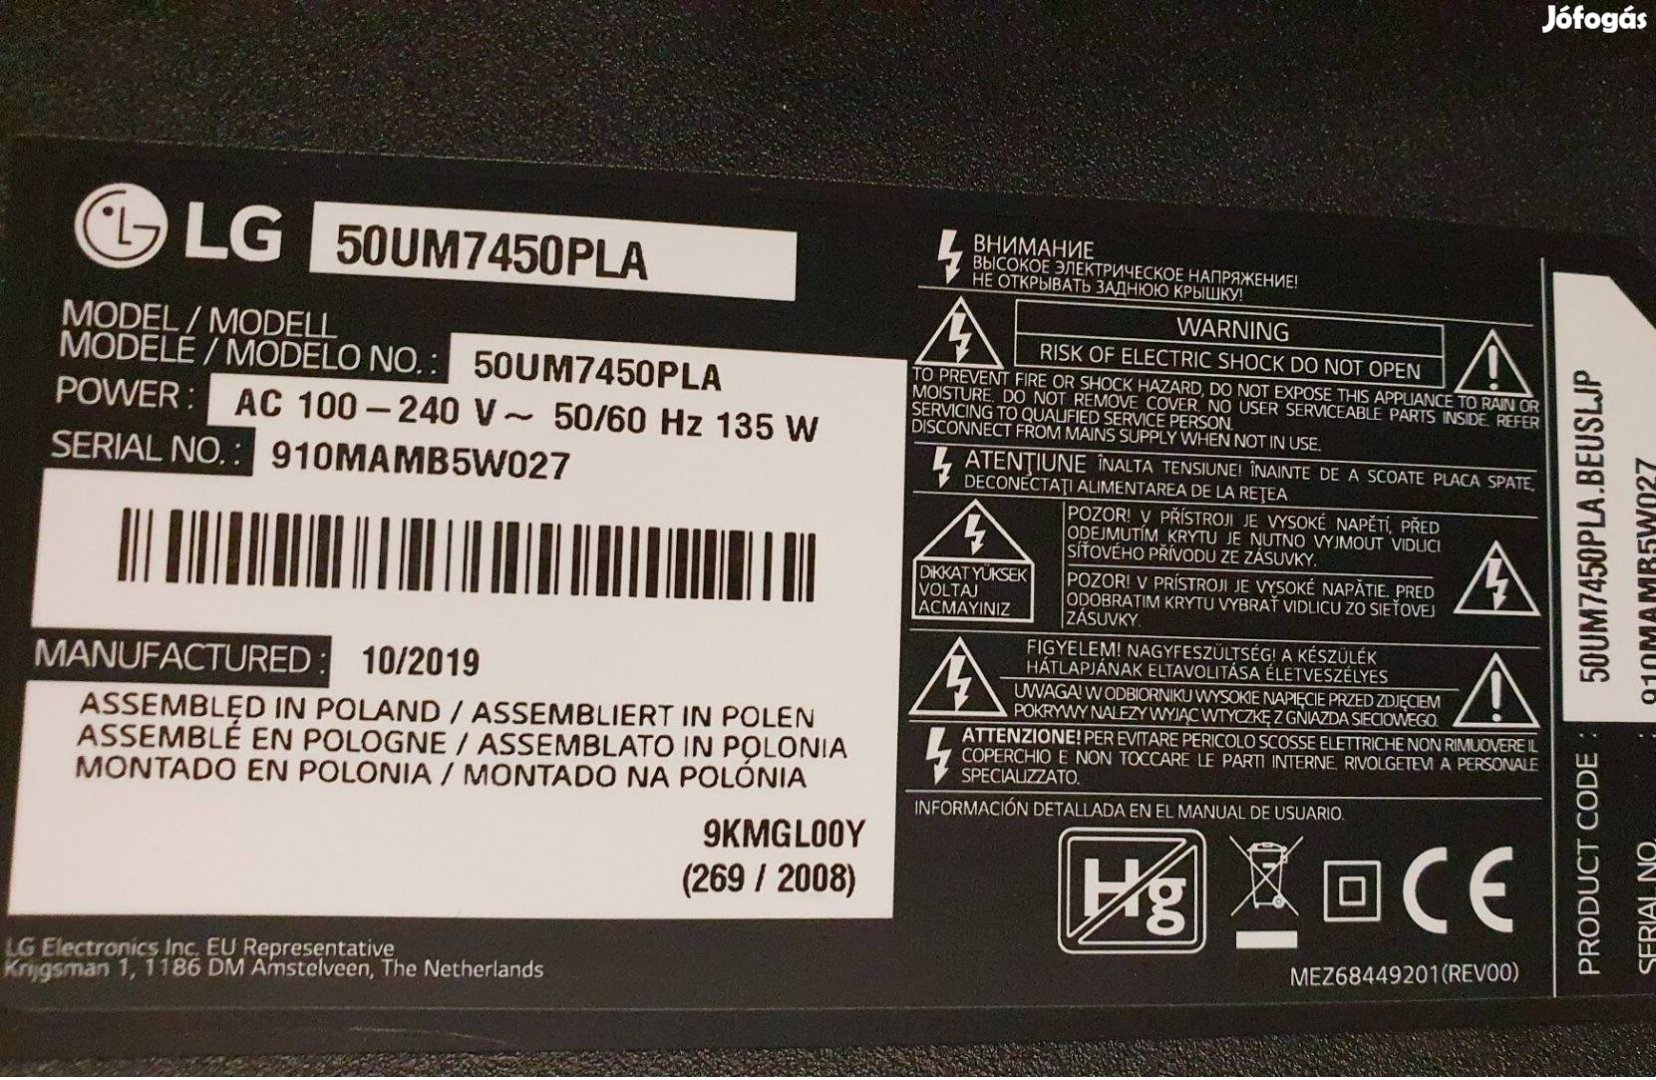 Jófogás
LG 50UM7450PLA
MODEL / MODELL
MODÈLE / MODELO NO. : 50UM7450PLA
POWER : AC 100 – 240 V ~ 50/60 Hz 135 W
SERIAL NO. : 910MAMB5W027
MANUFACTURED : 10/2019
ASSEMBLED IN POLAND / ASSEMBLIERT IN POLEN
ASSEMBLÉ EN POLOGNE / ASSEMBLATO IN POLONIA
MONTADO EN POLONIA / MONTADO NA POLÓNIA
9KMGL00Y
(269 / 2008)
LG Electronics Inc. EU Representative
Krijgsman 1, 1186 DM Amstelveen, The Netherlands
ВНИМАНИЕ
ВЫСОКОЕ ЭЛЕКТРИЧЕСКОЕ НАПРЯЖЕНИЕ!
НЕ ОТКРЫВАТЬ ЗАДНЮЮ КРЫШКУ!
WARNING
RISK OF ELECTRIC SHOCK DO NOT OPEN
TO PREVENT FIRE OR SHOCK HAZARD, DO NOT EXPOSE THIS APPLIANCE TO RAIN OR
MOISTURE. DO NOT REMOVE COVER. NO USER SERVICEABLE PARTS INSIDE. REFER
SERVICING TO QUALIFIED SERVICE PERSON.
DISCONNECT FROM MAINS SUPPLY WHEN NOT IN USE.
ATENŢIUNE ÎNALTA TENSIUNE! ÎNAINTE DE A SCOATE PLACA SPATE,
DECONECTAŢI ALIMENTAREA DE LA REŢEA
DİKKAT YÜKSEK
VOLTAJ
AÇMAYINIZ
POZOR! V PŘÍSTROJI JE VYSOKÉ NAPĚTÍ, PŘED
ODEJMUTÍM KRYTU JE NUTNO VYJMOUT VIDLICI
SÍŤOVÉHO PŘÍVODU ZE ZÁSUVKY.
POZOR! V PRÍSTROJI JE VYSOKÉ NAPÄTIE. PRED
ODOBRATIM KRYTU VYBRAŤ VIDLICU ZO SIEŤOVEJ
ZÁSUVKY.
FIGYELEM! NAGYFESZÜLTSÉG! A KÉSZÜLÉK
HÁTLAPJÁNAK ELTAVOLITÁSA ÉLETVESZÉLYES
UWAGA! W ODBIORNIKU WYSOKIE NAPIĘCIE PRZED ZDJĘCIEM
POKRYWY NALEŻY WYJĄĆ WTYCZKĘ Z GNIAZDA SIECIOWEGO.
ATTENZIONE! PER EVITARE PERICOLO SCOSSE ELETTRICHE NON RIMUOVERE IL
COPERCHIO E NON TOCCARE LE PARTI INTERNE. RIVOLGETEVI A PERSONALE
SPECIALIZZATO.
INFORMACIÓN DETALLADA EN EL MANUAL DE USUARIO.
Hg
CE
MEZ68449201(REV00)
PRODUCT CODE : 50UM7450PLA.BEUSLJP
SERIAL NO. : 910MAMB5W027